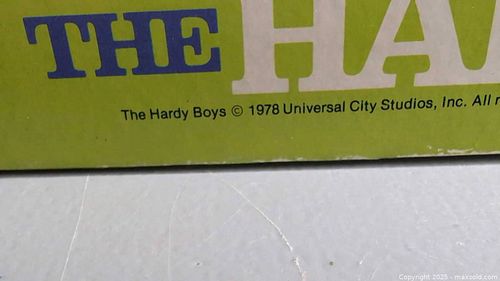 THE HA
The Hardy Boys © 1978 Universal City Studios, Inc. All r
Copyright 2025 - maxsold.com